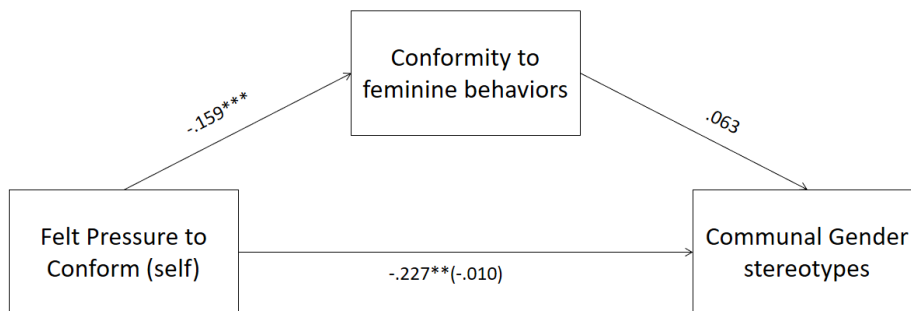 Conformity to
feminine behaviors
-.159***
.063
Felt Pressure to
Conform (self)
Communal Gender
stereotypes
-.227**(-.010)